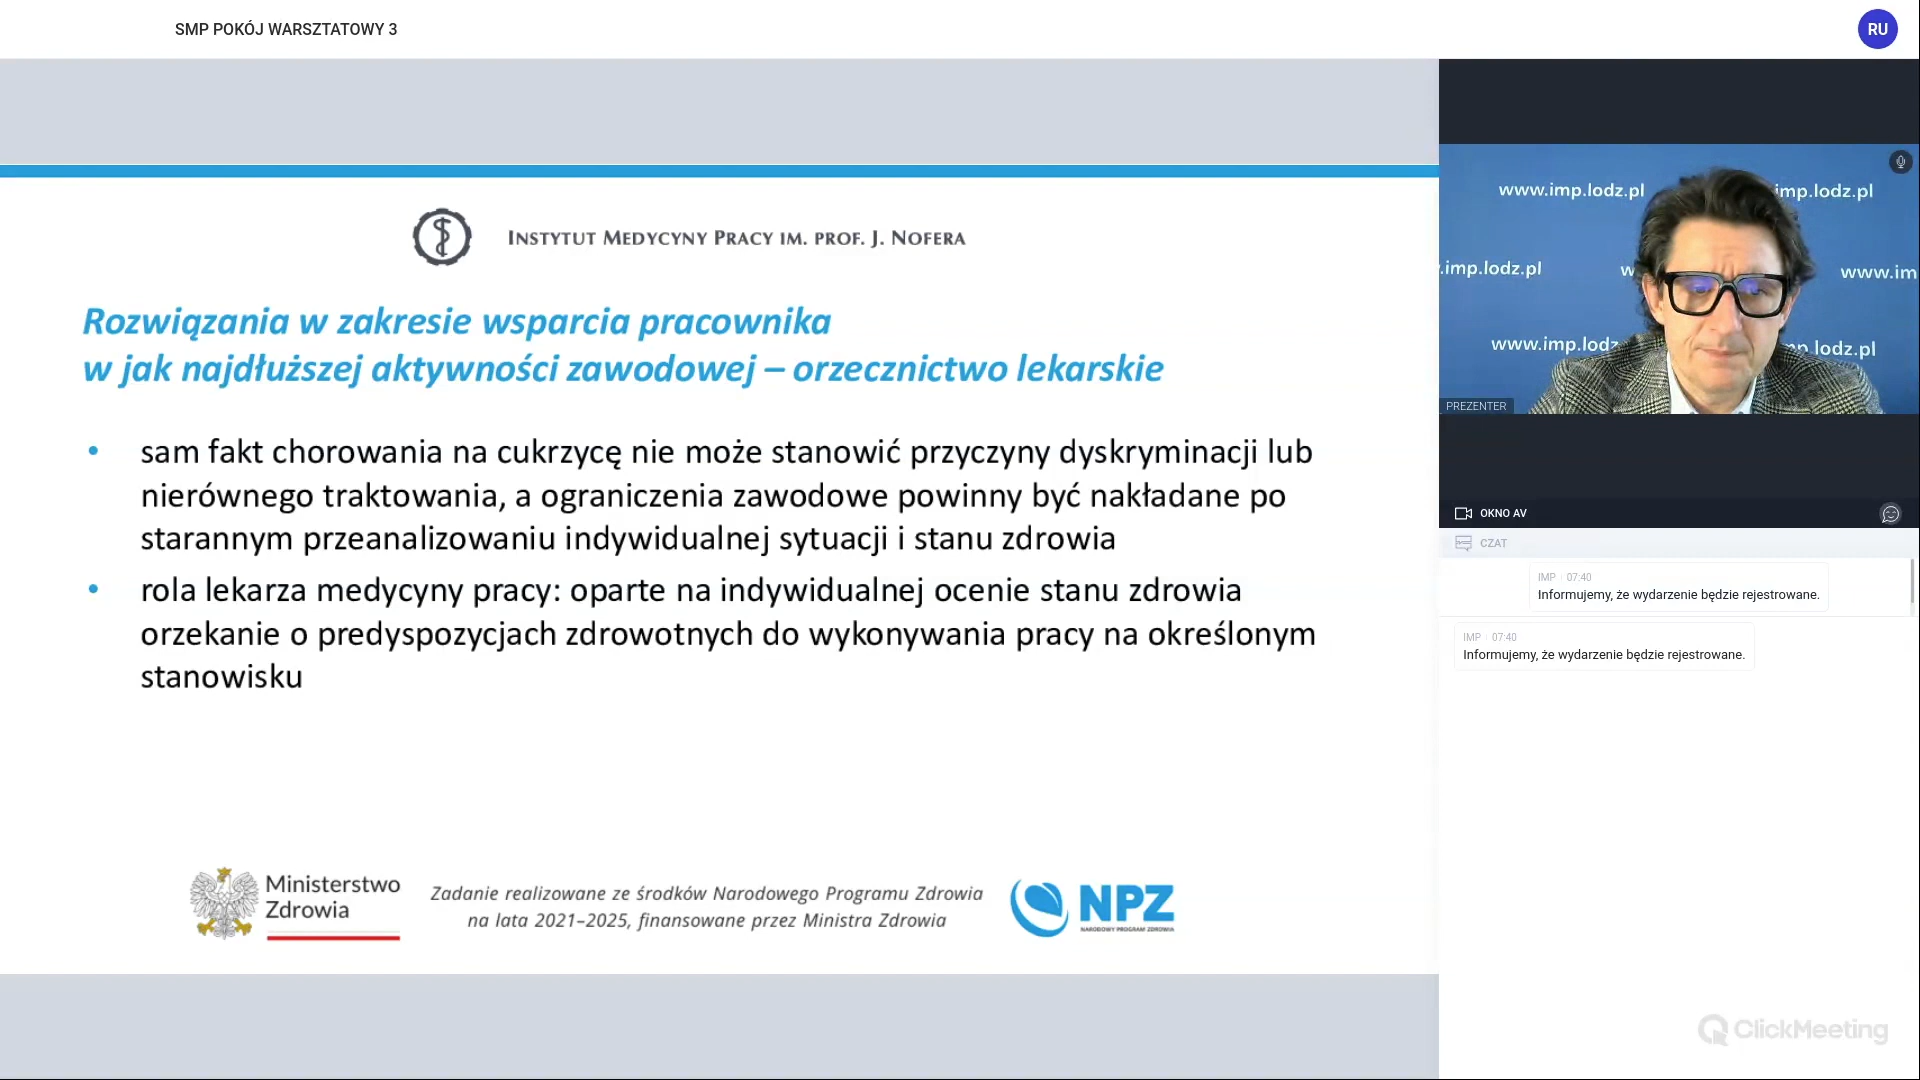 SMP POKÓJ WARSZTATOWY 3
RU
INSTYTUT MEDYCYNY PRACY IM. PROF. J. NOFERA
Rozwiązania w zakresie wsparcia pracownika
w jak najdłuższej aktywności zawodowej – orzecznictwo lekarskie
• sam fakt chorowania na cukrzycę nie może stanowić przyczyny dyskryminacji lub
nierównego traktowania, a ograniczenia zawodowe powinny być nakładane po
starannym przeanalizowaniu indywidualnej sytuacji i stanu zdrowia
• rola lekarza medycyny pracy: oparte na indywidualnej ocenie stanu zdrowia
orzekanie o predyspozycjach zdrowotnych do wykonywania pracy na określonym
stanowisku
Ministerstwo
Zdrowia
Zadanie realizowane ze środków Narodowego Programu Zdrowia
na lata 2021–2025, finansowane przez Ministra Zdrowia
NPZ
NARODOWY PROGRAM ZDROWIA
www.imp.lodz.pl
imp.lodz.pl
.imp.lodz.pl
w
www.im
www.imp.lodz
mp.lodz.pl
PREZENTER
OKNO AV
CZAT
IMP 07:40
Informujemy, że wydarzenie będzie rejestrowane.
IMP 07:40
Informujemy, że wydarzenie będzie rejestrowane.
ClickMeeting